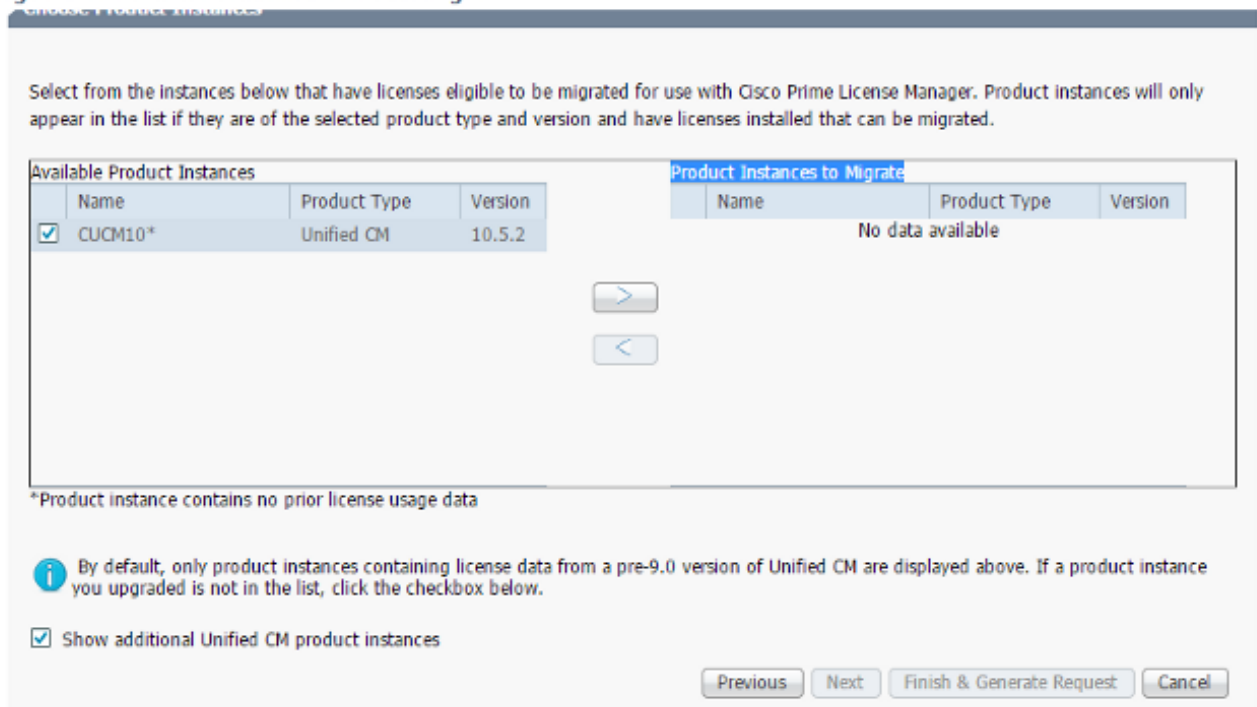 Choose Product Instances
Select from the instances below that have licenses eligible to be migrated for use with Cisco Prime License Manager. Product instances will only
appear in the list if they are of the selected product type and version and have licenses installed that can be migrated.
Available Product Instances
Name Product Type Version
CUCM10* Unified CM 10.5.2
Product Instances to Migrate
Name Product Type Version
No data available
>
<
*Product instance contains no prior license usage data
By default, only product instances containing license data from a pre-9.0 version of Unified CM are displayed above. If a product instance
you upgraded is not in the list, click the checkbox below.
Show additional Unified CM product instances
Previous Next Finish & Generate Request Cancel